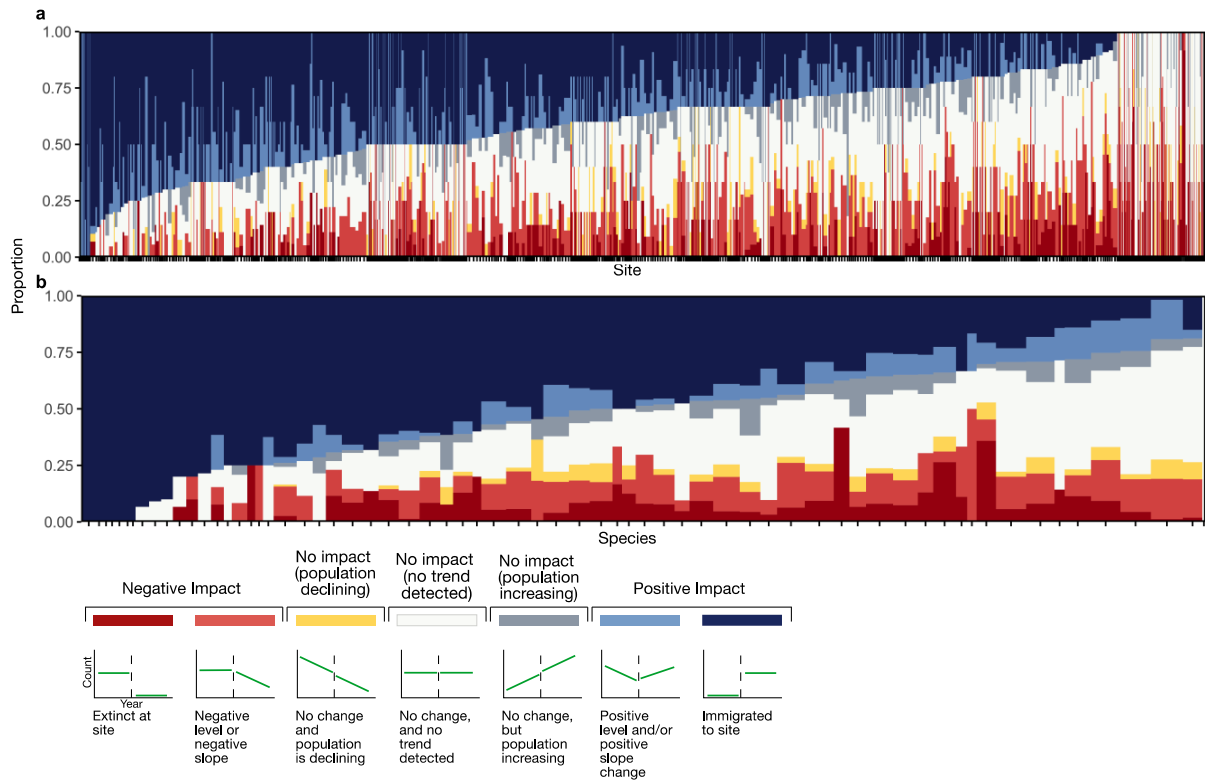 a
1.00
0.75
0.50
0.25
0.00
Site
Proportion
b
1.00
0.75
0.50
0.25
0.00
Species
Negative Impact
No impact
(population
declining)
No impact
(no trend
detected)
No impact
(population
increasing)
Positive Impact
Count
Year
Extinct at
site
Negative
level or
negative
slope
No change
and
population
is declining
No change,
and no
trend
detected
No change,
but
population
increasing
Positive
level and/or
positive
slope
change
Immigrated
to site